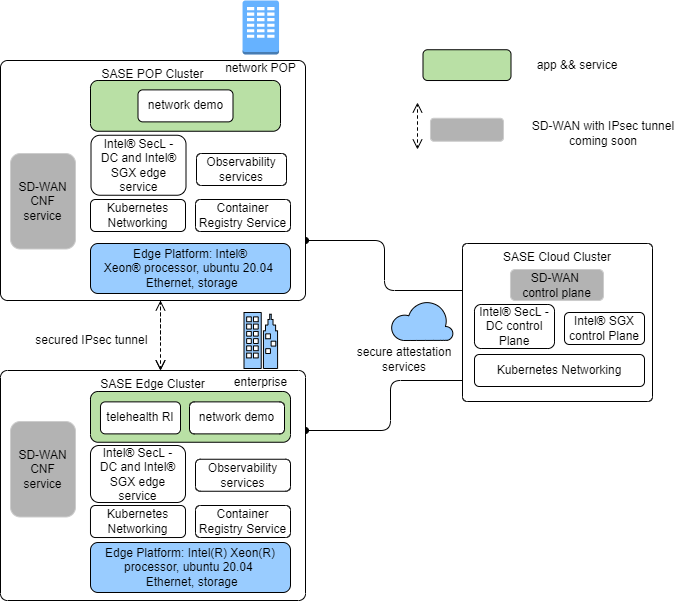 network POP
SASE POP Cluster
network demo
Intel® SecL -
DC and Intel®
SGX edge
service
Observability
services
SD-WAN
CNF
service
Kubernetes
Networking
Container
Registry Service
Edge Platform: Intel®
Xeon® processor, ubuntu 20.04
Ethernet, storage
app && service
SD-WAN with IPsec tunnel
coming soon
secured IPsec tunnel
secure attestation
services
SASE Cloud Cluster
SD-WAN
control plane
Intel® SecL -
DC control
Plane
Intel® SGX
control Plane
Kubernetes Networking
enterprise
SASE Edge Cluster
telehealth RI
network demo
Intel® SecL -
DC and Intel®
SGX edge
service
Observability
services
SD-WAN
CNF
service
Kubernetes
Networking
Container
Registry Service
Edge Platform: Intel(R) Xeon(R)
processor, ubuntu 20.04
Ethernet, storage